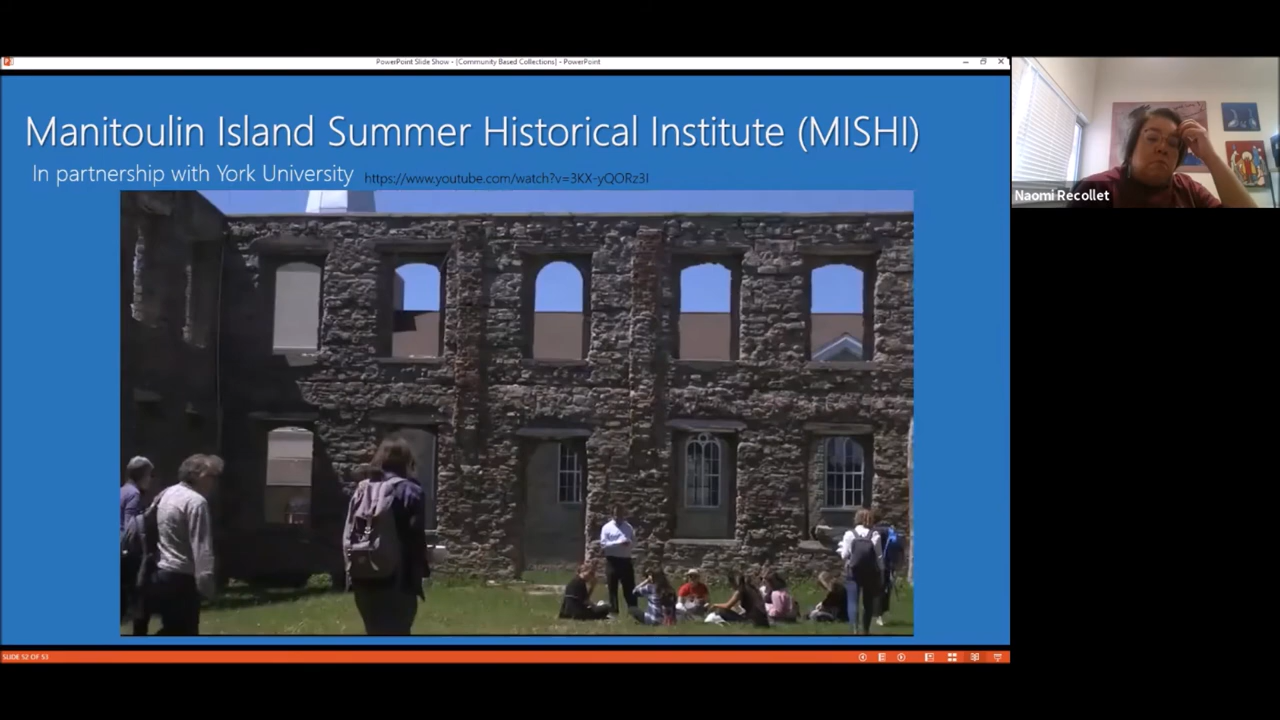 PowerPoint Slide Show - [Community Based Collections] - PowerPoint
Manitoulin Island Summer Historical Institute (MISHI)
In partnership with York University https://www.youtube.com/watch?v=3KX-yQORz3I
Naomi Recollet
SLIDE 52 OF 53